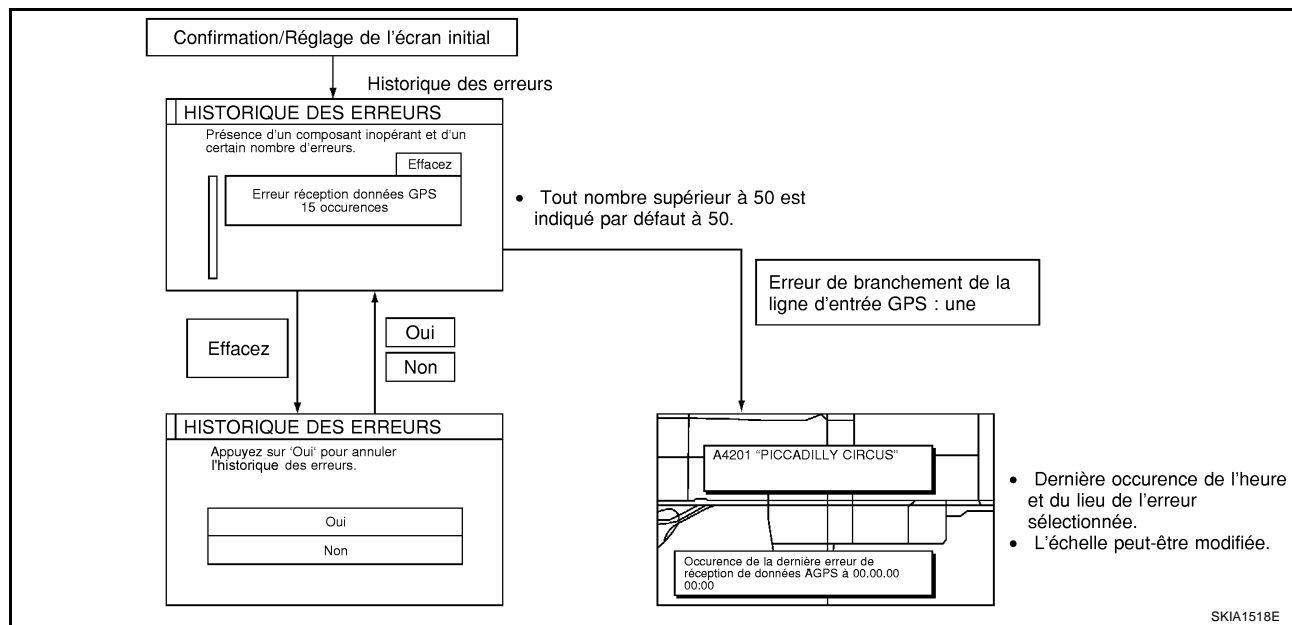 Confirmation/Réglage de l'écran initial
Historique des erreurs
HISTORIQUE DES ERREURS
Présence d'un composant inopérant et d'un
certain nombre d'erreurs.
Effacez
Erreur réception données GPS
15 occurences
• Tout nombre supérieur à 50 est
indiqué par défaut à 50.
Erreur de branchement de la
ligne d'entrée GPS : une
Effacez
Oui
Non
HISTORIQUE DES ERREURS
Appuyez sur 'Oui' pour annuler
l'historique des erreurs.
Oui
Non
A4201 "PICCADILLY CIRCUS"
Occurence de la dernière erreur de
réception de données AGPS à 00.00.00
00:00
• Dernière occurence de l'heure
et du lieu de l'erreur
sélectionnée.
• L'échelle peut-être modifiée.
SKIA1518E